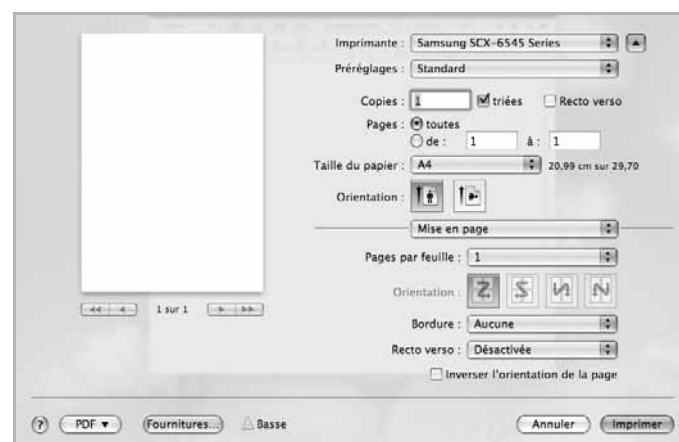 Imprimante : Samsung SCX-6545 Series
Préréglages : Standard
Copies : 1 triées Recto verso
Pages : toutes
de : 1 à : 1
Taille du papier : A4 20,99 cm sur 29,70
Orientation :
Mise en page
Pages par feuille : 1
Orientation :
1 sur 1
Bordure : Aucune
Recto verso : Désactivée
Inverser l'orientation de la page
? PDF Fournitures... Basse Annuler Imprimer